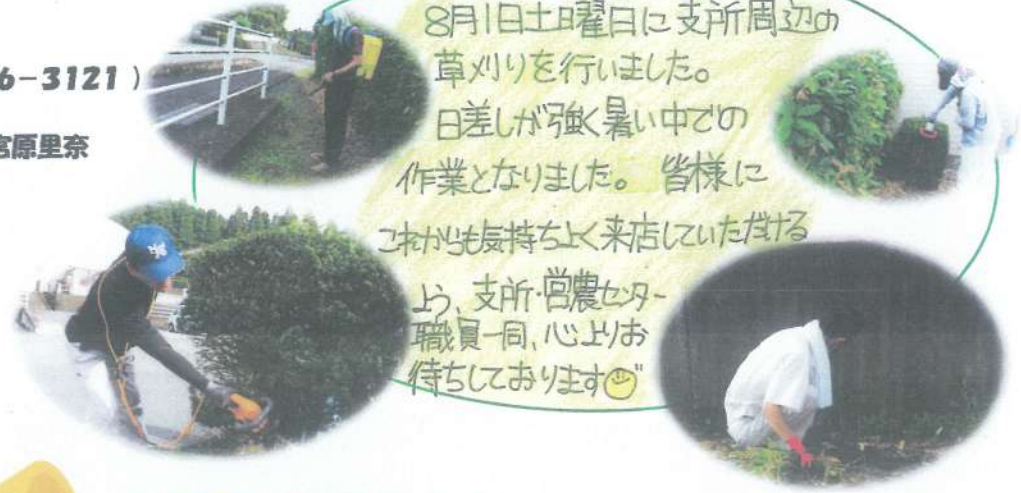 6-3121)
宮原里奈
8月1日土曜日に支所周辺の
草刈りを行いました。
日差しが強く暑い中での
作業となりました。 皆様に
これからも気持ちよく来店していただける
よう、支所・営農センター
職員一同、心よりお
待ちしております